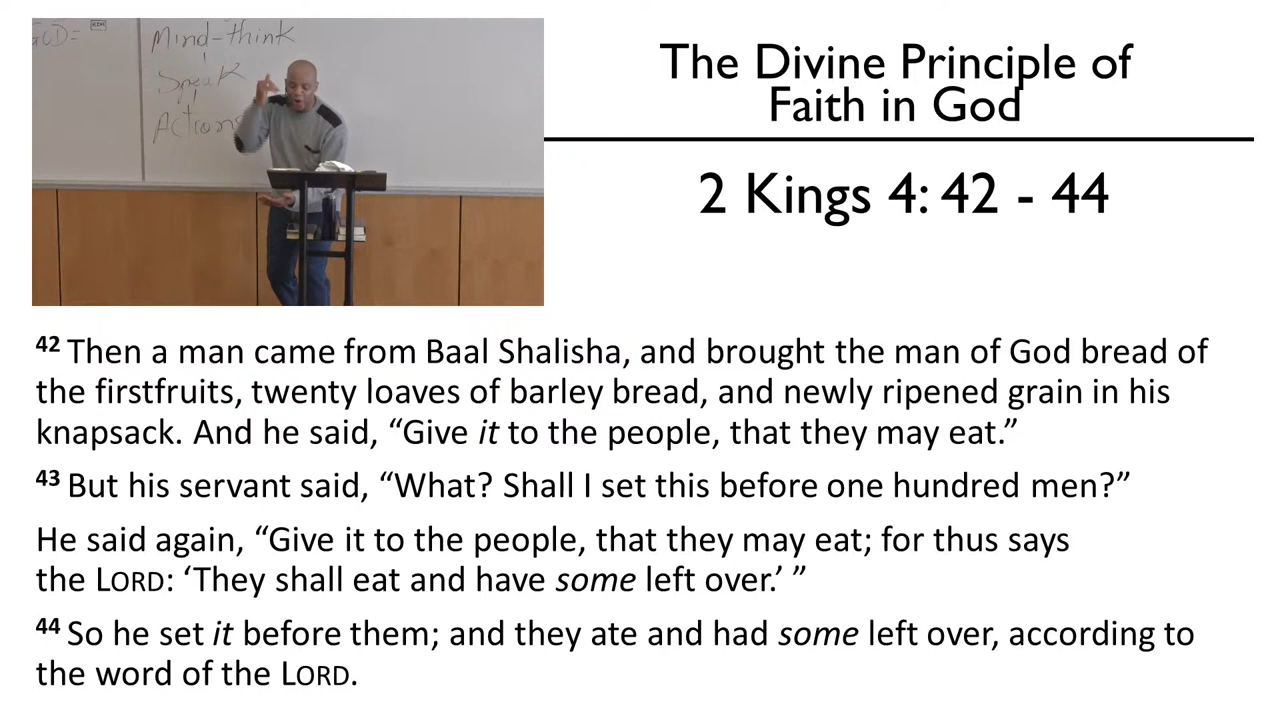 GOD=
Mind-think
Speak
Actions
The Divine Principle of
Faith in God
2 Kings 4: 42 - 44
42 Then a man came from Baal Shalisha, and brought the man of God bread of
the firstfruits, twenty loaves of barley bread, and newly ripened grain in his
knapsack. And he said, “Give it to the people, that they may eat.”
43 But his servant said, “What? Shall I set this before one hundred men?”
He said again, “Give it to the people, that they may eat; for thus says
the LORD: ‘They shall eat and have some left over.’ ”
44 So he set it before them; and they ate and had some left over, according to
the word of the LORD.